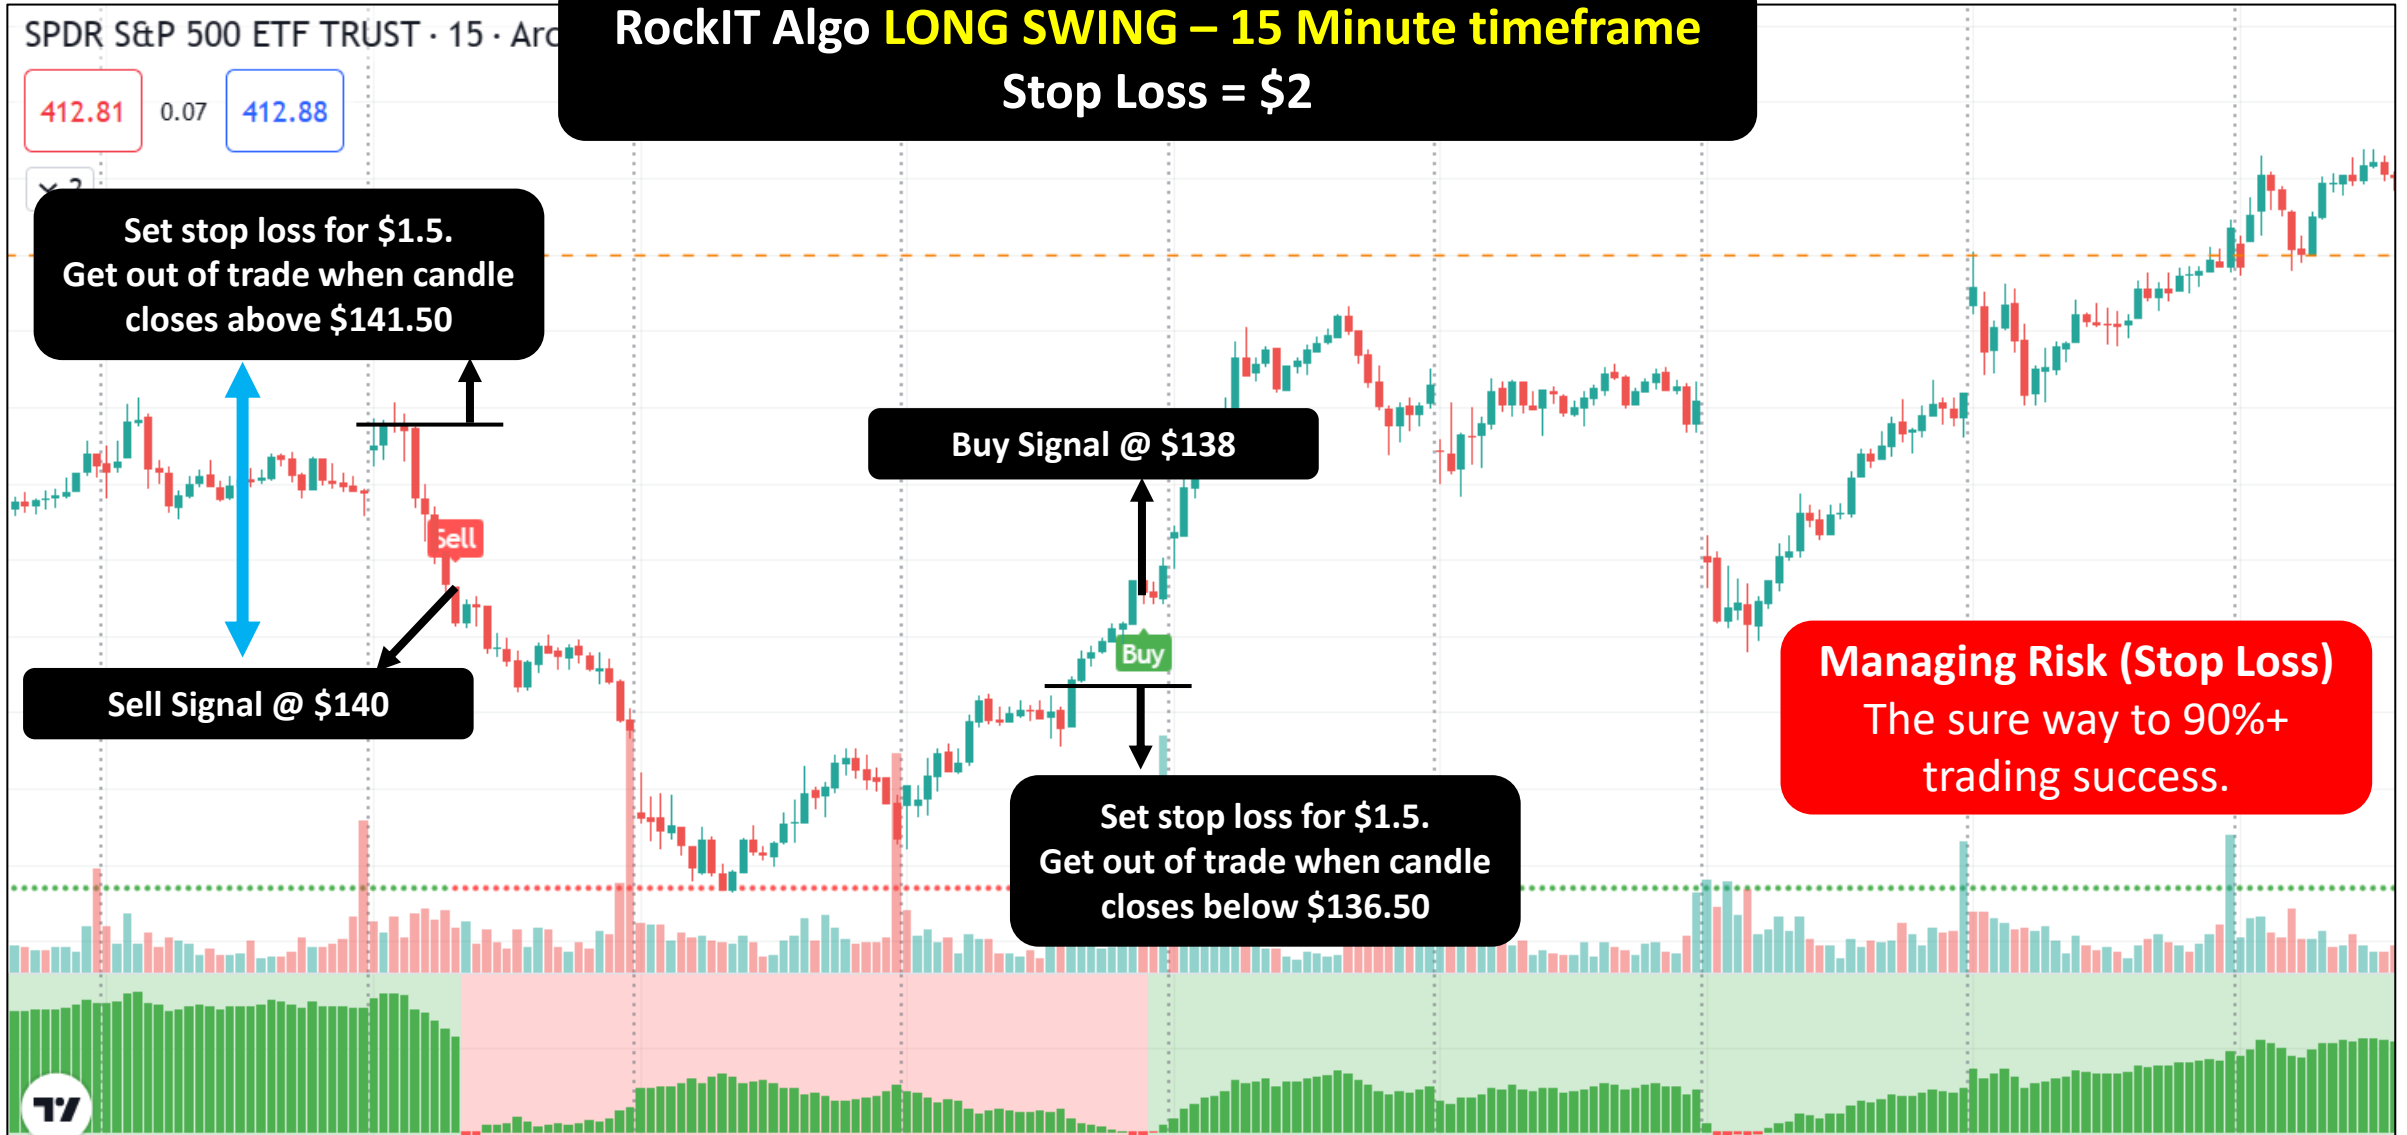 SPDR S&P 500 ETF TRUST · 15 · Arc
RockIT Algo LONG SWING – 15 Minute timeframe
Stop Loss = $2
412.81 0.07 412.88
2
Set stop loss for $1.5.
Get out of trade when candle
closes above $141.50
Sell
Sell Signal @ $140
Buy Signal @ $138
Buy
Set stop loss for $1.5.
Get out of trade when candle
closes below $136.50
Managing Risk (Stop Loss)
The sure way to 90%+
trading success.